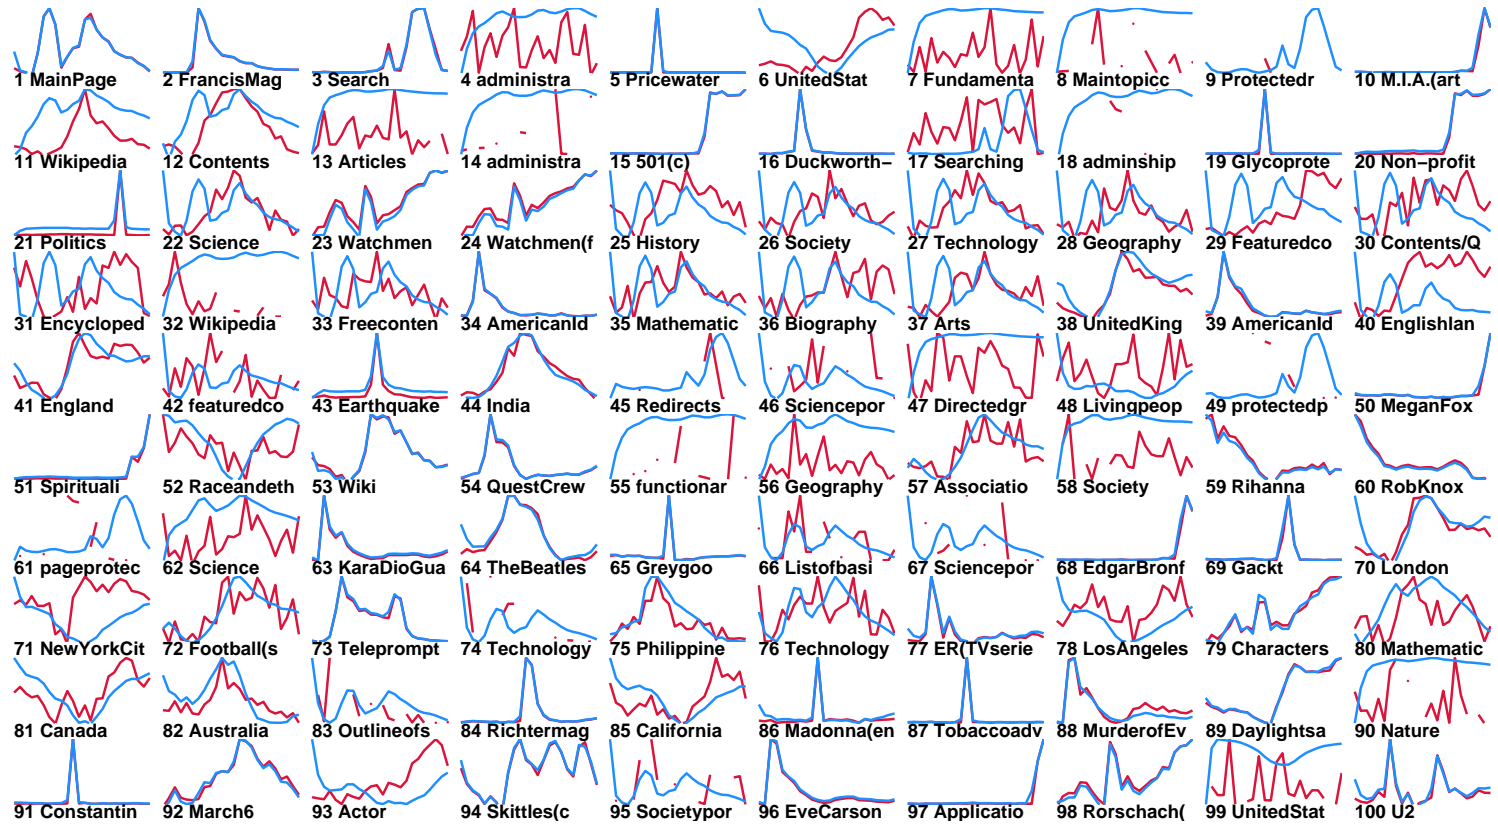 1 MainPage 2 FrancisMag 3 Search 4 administra 5 Pricewater 6 UnitedStat 7 Fundamenta 8 Maintopicc 9 Protectedr 10 M.I.A.(art
11 Wikipedia 12 Contents 13 Articles 14 administra 15 501(c) 16 Duckworth− 17 Searching 18 adminship 19 Glycoprote 20 Non−profit
21 Politics 22 Science 23 Watchmen 24 Watchmen(f 25 History 26 Society 27 Technology 28 Geography 29 Featuredco 30 Contents/Q
31 Encycloped 32 Wikipedia 33 Freeconten 34 AmericanId 35 Mathematic 36 Biography 37 Arts 38 UnitedKing 39 AmericanId 40 Englishlan
41 England 42 featuredco 43 Earthquake 44 India 45 Redirects 46 Sciencepor 47 Directedgr 48 Livingpeop 49 protectedp 50 MeganFox
51 Spirituali 52 Raceandeth 53 Wiki 54 QuestCrew 55 functionar 56 Geography 57 Associatio 58 Society 59 Rihanna 60 RobKnox
61 pageprotec 62 Science 63 KaraDioGua 64 TheBeatles 65 Greygoo 66 Listofbasi 67 Sciencepor 68 EdgarBronf 69 Gackt 70 London
71 NewYorkCit 72 Football(s 73 Teleprompt 74 Technology 75 Philippine 76 Technology 77 ER(TVserie 78 LosAngeles 79 Characters 80 Mathematic
81 Canada 82 Australia 83 Outlineofs 84 Richtermag 85 California 86 Madonna(en 87 Tobaccoadv 88 MurderofEv 89 Daylightsa 90 Nature
91 Constantin 92 March6 93 Actor 94 Skittles(c 95 Societypor 96 EveCarson 97 Applicatio 98 Rorschach( 99 UnitedStat 100 U2